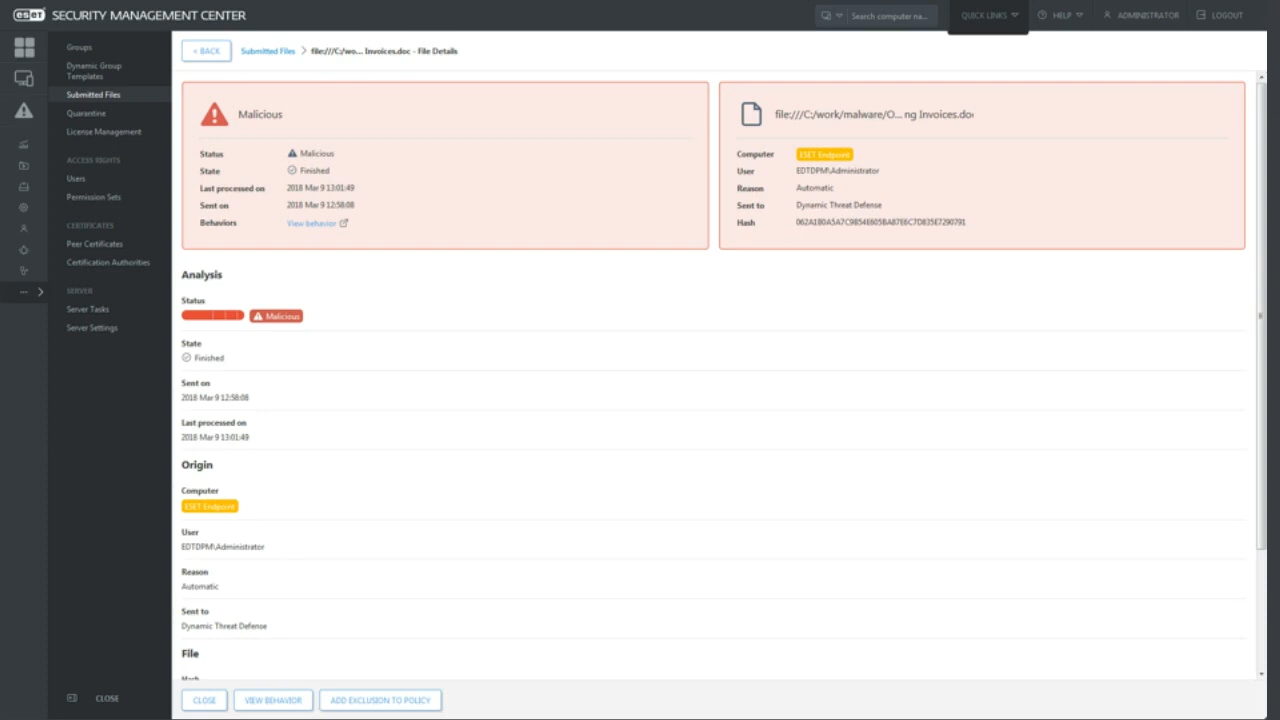 eset SECURITY MANAGEMENT CENTER
Search computer na...
QUICK LINKS
HELP
ADMINISTRATOR
LOGOUT
Groups
Dynamic Group
Templates
Submitted Files
Quarantine
License Management
ACCESS RIGHTS
Users
Permission Sets
CERTIFICATES
Peer Certificates
Certification Authorities
SERVER
Server Tasks
Server Settings
CLOSE
< BACK
Submitted Files > file:///C:/wo... Invoices.doc - File Details
Malicious
Status Malicious
State Finished
Last processed on 2018 Mar 9 13:01:49
Sent on 2018 Mar 9 12:58:08
Behaviors View behavior
file:///C:/work/malware/O... ng Invoices.do
Computer ESET Endpoint
User EDTDPM\Administrator
Reason Automatic
Sent to Dynamic Threat Defense
Hash
Analysis
Status
Malicious
State
Finished
Sent on
2018 Mar 9 12:58:08
Last processed on
2018 Mar 9 13:01:49
Origin
Computer
ESET Endpoint
User
EDTDPM\Administrator
Reason
Automatic
Sent to
Dynamic Threat Defense
File
Hash
CLOSE
VIEW BEHAVIOR
ADD EXCLUSION TO POLICY